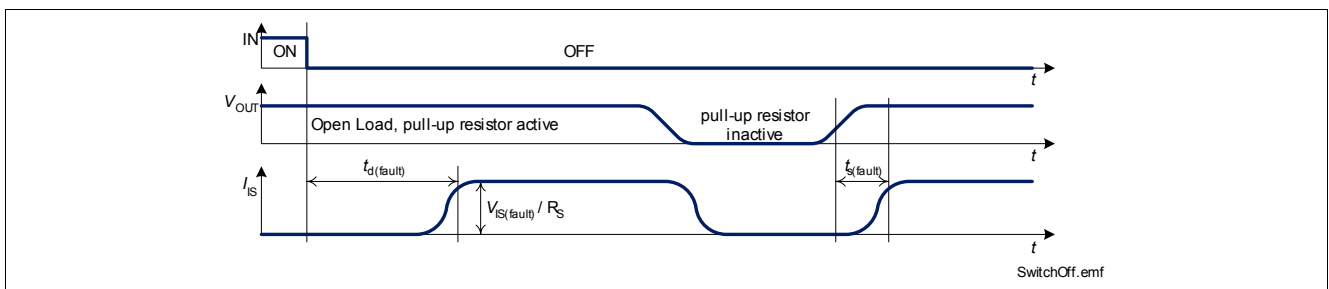 IN
ON
OFF
t
VOUT
Open Load, pull-up resistor active
pull-up resistor
inactive
t
td(fault)
ts(fault)
IIS
VIS(fault) / RS
t
SwitchOff.emf